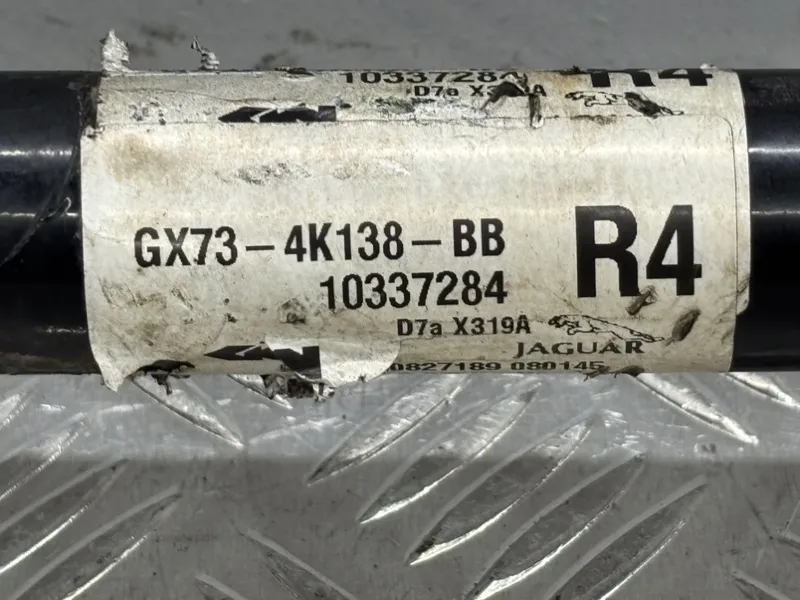 10337284 R4
D7a X319A
GX73-4K138-BB R4
10337284
D7a X319A
JAGUAR
0827189 080145